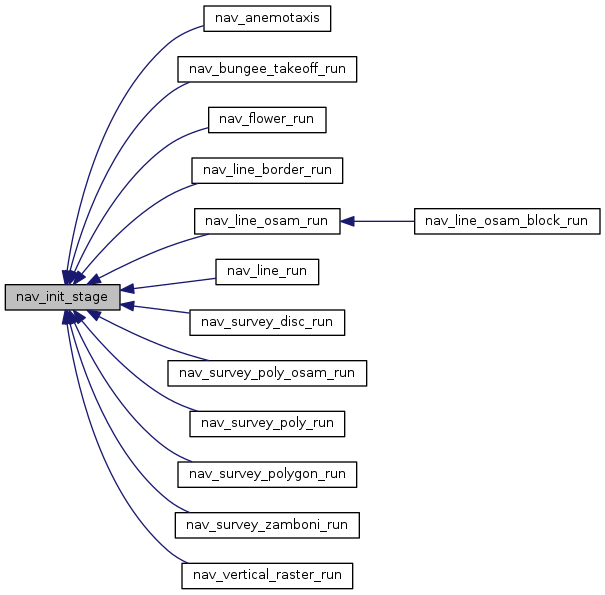 nav_anemotaxis
nav_bungee_takeoff_run
nav_flower_run
nav_line_border_run
nav_line_osam_run
nav_line_osam_block_run
nav_line_run
nav_init_stage
nav_survey_disc_run
nav_survey_poly_osam_run
nav_survey_poly_run
nav_survey_polygon_run
nav_survey_zamboni_run
nav_vertical_raster_run